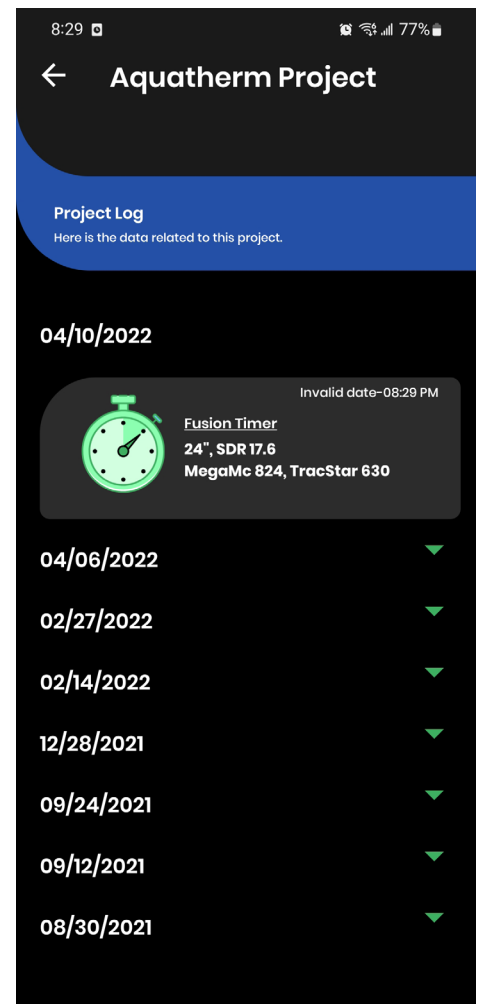 8:29 77%
Aquatherm Project
Project Log
Here is the data related to this project.
04/10/2022
Invalid date-08:29 PM
Fusion Timer
24", SDR 17.6
MegaMc 824, TracStar 630
04/06/2022
02/27/2022
02/14/2022
12/28/2021
09/24/2021
09/12/2021
08/30/2021